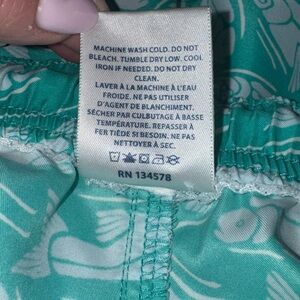 MACHINE WASH COLD. DO NOT
BLEACH. TUMBLE DRY LOW. COOL
IRON IF NEEDED. DO NOT DRY
CLEAN.
LAVER À LA MACHINE À L'EAU
FROIDE. NE PAS UTILISER
D'AGENT DE BLANCHIMENT.
SÉCHER PAR CULBUTAGE À BASSE
TEMPÉRATURE. REPASSER À
FER TIÈDE SI BESOIN. NE PAS
NETTOYER À SEC
RN 134578